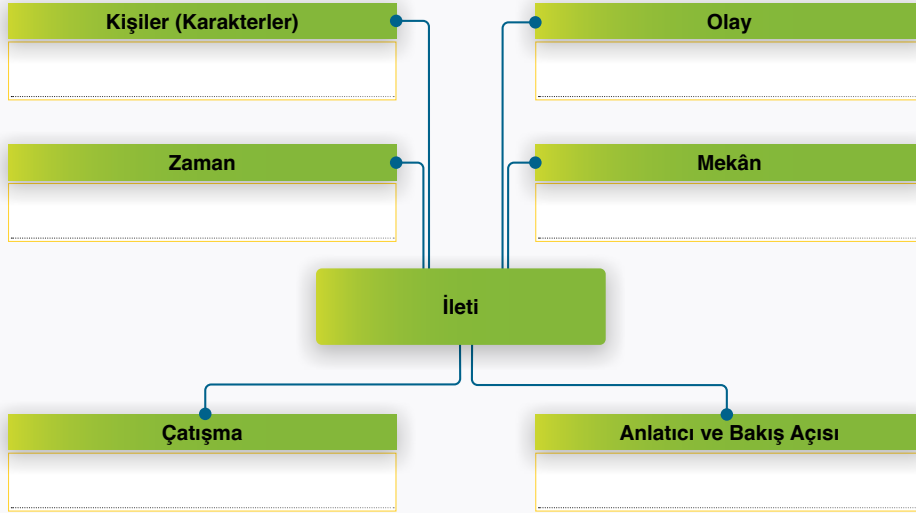 Kişiler (Karakterler)
Olay
Zaman
Mekân
İleti
Çatışma
Anlatıcı ve Bakış Açısı